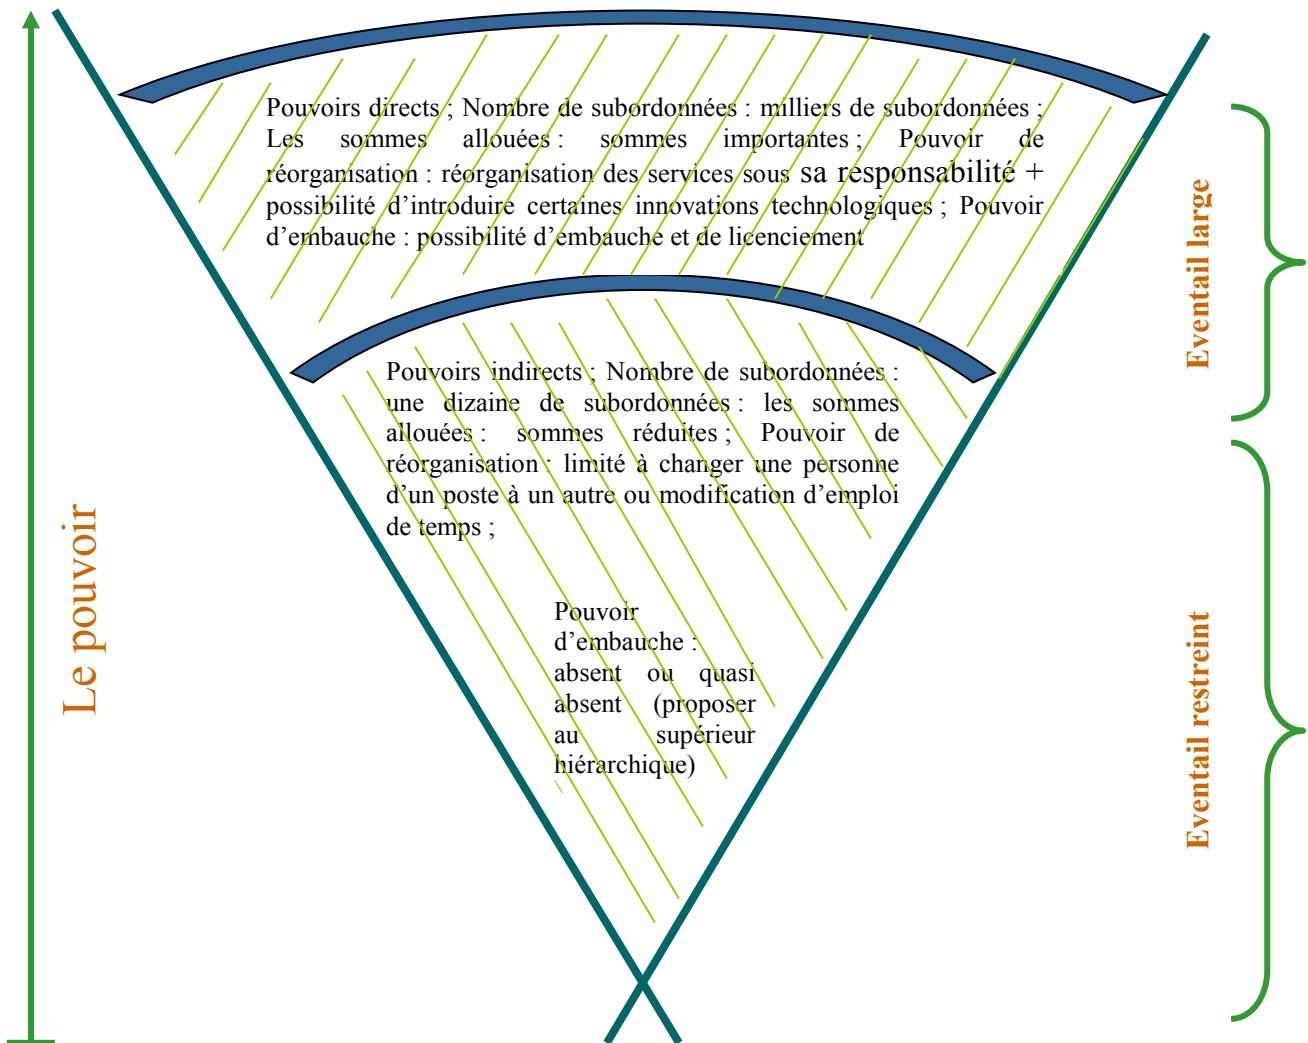 Pouvoirs directs ; Nombre de subordonnées : milliers de subordonnées ;
Les sommes allouées : sommes importantes ; Pouvoir de
réorganisation : réorganisation des services sous sa responsabilité +
possibilité d’introduire certaines innovations technologiques ; Pouvoir
d’embauche : possibilité d’embauche et de licenciement
Pouvoirs indirects ; Nombre de subordonnées :
une dizaine de subordonnées : les sommes
allouées : sommes réduites ; Pouvoir de
réorganisation : limité à changer une personne
d’un poste à un autre ou modification d’emploi
de temps ;
Pouvoir
d’embauche :
absent ou quasi
absent (proposer
au supérieur
hiérarchique)
Le pouvoir
Eventail large
Eventail restreint